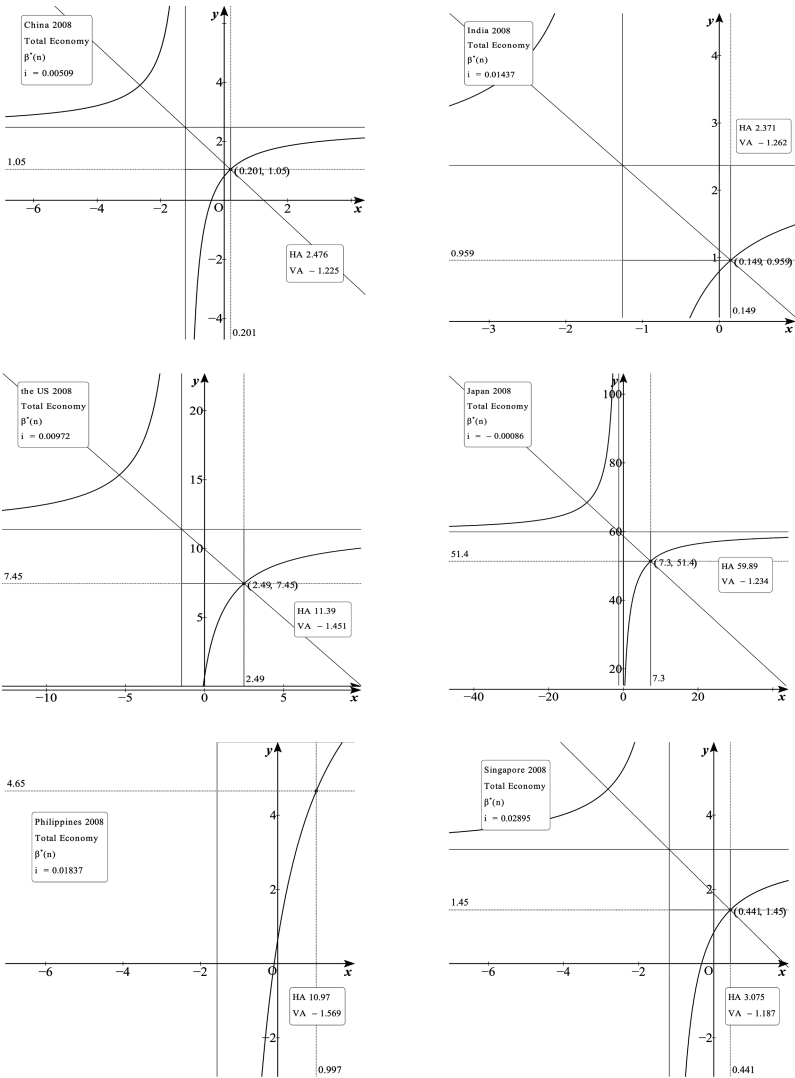 China 2008
Total Economy
β*(n)
i = 0.00509
y
4
2
1.05
(0.201, 1.05)
−6 −4 −2 O 2 x
−2
HA 2.476
VA − 1.225
−4
0.201
India 2008
Total Economy
β*(n)
i = 0.01437
y
4
3
HA 2.371
VA − 1.262
2
0.959
1
(0.149, 0.959)
0.149
−3 −2 −1 0 x
the US 2008
Total Economy
β*(n)
i = 0.00972
y
20
15
10
7.45
(2.49, 7.45)
5
HA 11.39
VA − 1.451
2.49
−10 −5 0 5 x
Japan 2008
Total Economy
β*(n)
i = − 0.00086
y
100
80
60
51.4
(7.3, 51.4)
HA 59.89
VA − 1.234
40
20
7.3
−40 −20 0 20 x
y
4.65
Philippines 2008
Total Economy
β*(n)
i = 0.01837
4
2
−6 −4 −2 O x
HA 10.97
VA − 1.569
−2
0.997
Singapore 2008
Total Economy
β*(n)
i = 0.02895
y
4
2
1.45
(0.441, 1.45)
−6 −4 −2 O x
HA 3.075
VA − 1.187
−2
0.441